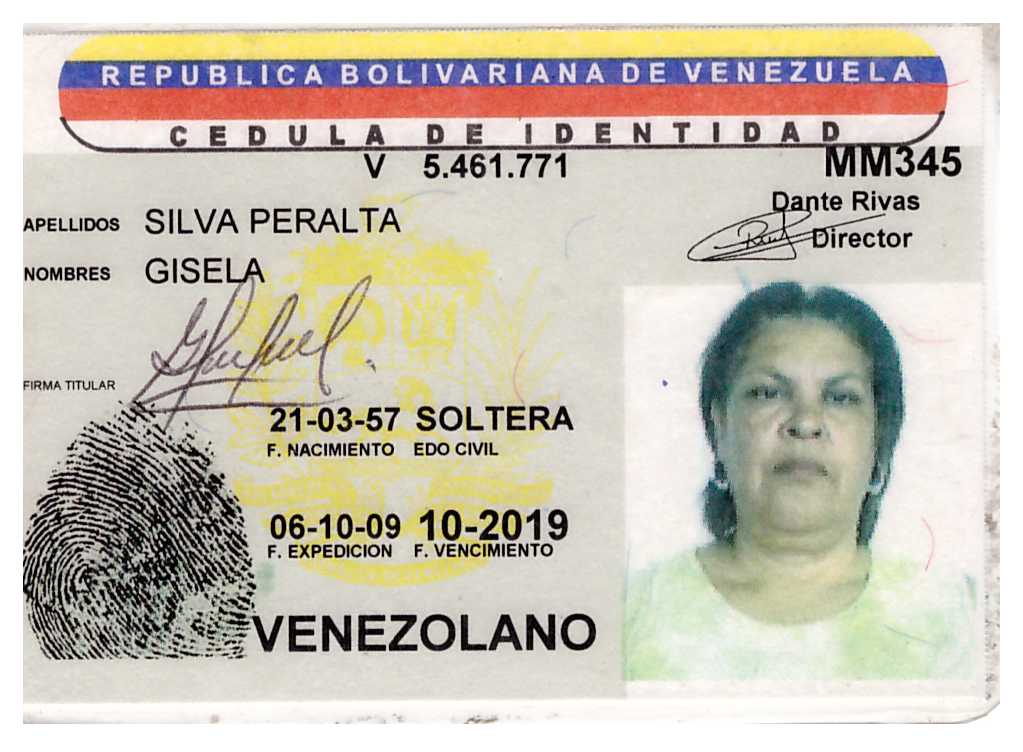 REPUBLICA BOLIVARIANA DE VENEZUELA
CEDULA DE IDENTIDAD
V 5.461.771 MM345
Dante Rivas
Director
APELLIDOS SILVA PERALTA
NOMBRES GISELA
FIRMA TITULAR
21-03-57 SOLTERA
F. NACIMIENTO EDO CIVIL
06-10-09 10-2019
F. EXPEDICION F. VENCIMIENTO
VENEZOLANO